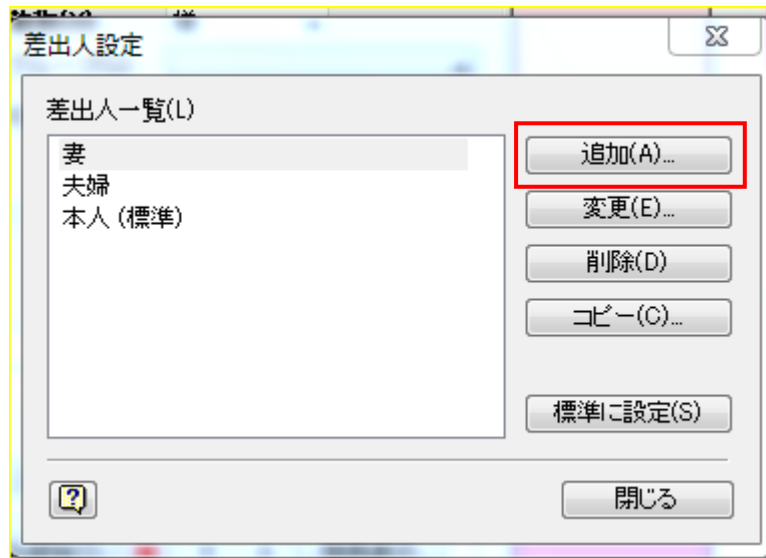 差出人設定
差出人一覧(L)
妻
夫婦
本人 (標準)
追加(A)...
変更(E)...
削除(D)
コピー(C)...
標準に設定(S)
閉じる